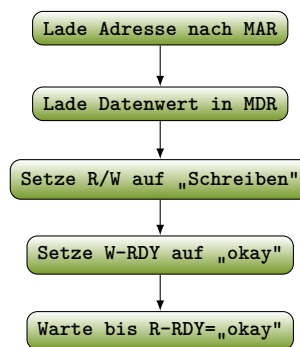 Lade Adresse nach MAR
Lade Datenwert in MDR
Setze R/W auf „Schreiben"
Setze W-RDY auf „okay"
Warte bis R-RDY=„okay"